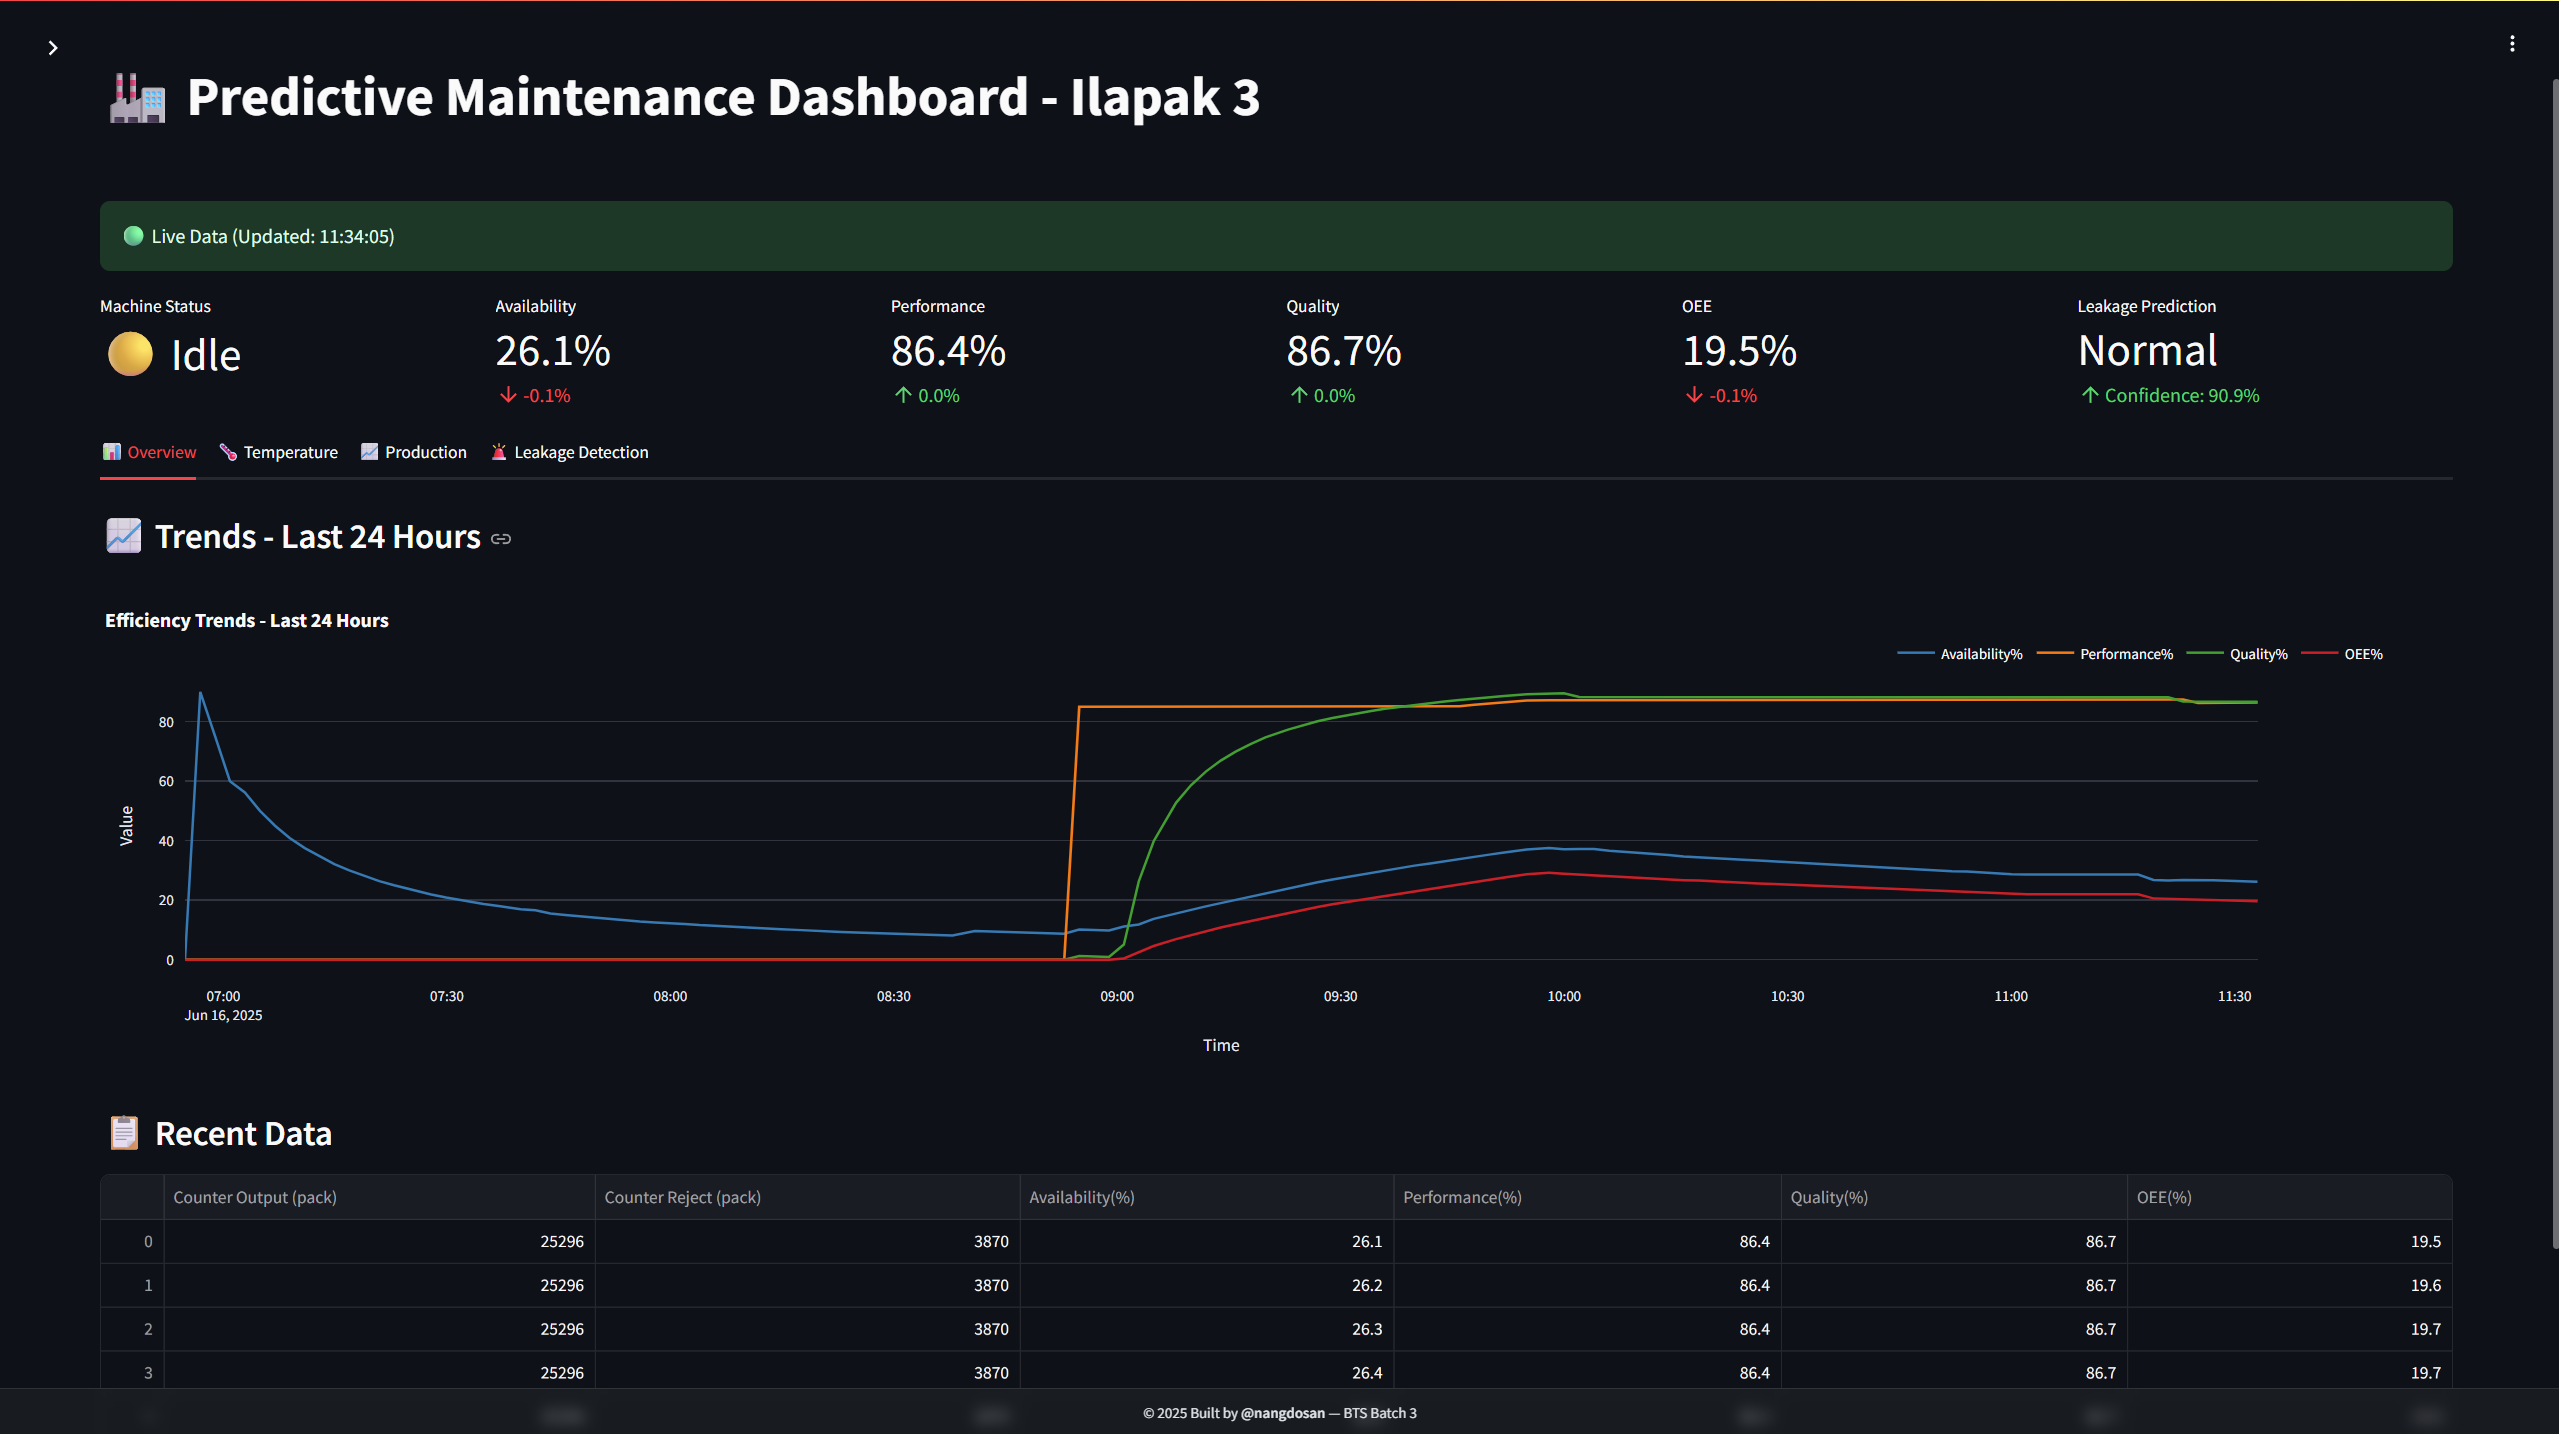 Predictive Maintenance Dashboard - Ilapak 3
Live Data (Updated: 11:34:05)
Machine Status
Idle
Availability
26.1%
-0.1%
Performance
86.4%
0.0%
Quality
86.7%
0.0%
OEE
19.5%
-0.1%
Leakage Prediction
Normal
Confidence: 90.9%
Overview Temperature Production Leakage Detection
Trends - Last 24 Hours
Efficiency Trends - Last 24 Hours
Availability% Performance% Quality% OEE%
Value
80
60
40
20
0
07:00 07:30 08:00 08:30 09:00 09:30 10:00 10:30 11:00 11:30
Jun 16, 2025
Time
Recent Data
Counter Output (pack) Counter Reject (pack) Availability(%) Performance(%) Quality(%) OEE(%)
0 25296 3870 26.1 86.4 86.7 19.5
1 25296 3870 26.2 86.4 86.7 19.6
2 25296 3870 26.3 86.4 86.7 19.7
3 25296 3870 26.4 86.4 86.7 19.7
© 2025 Built by @nangdosan — BTS Batch 3